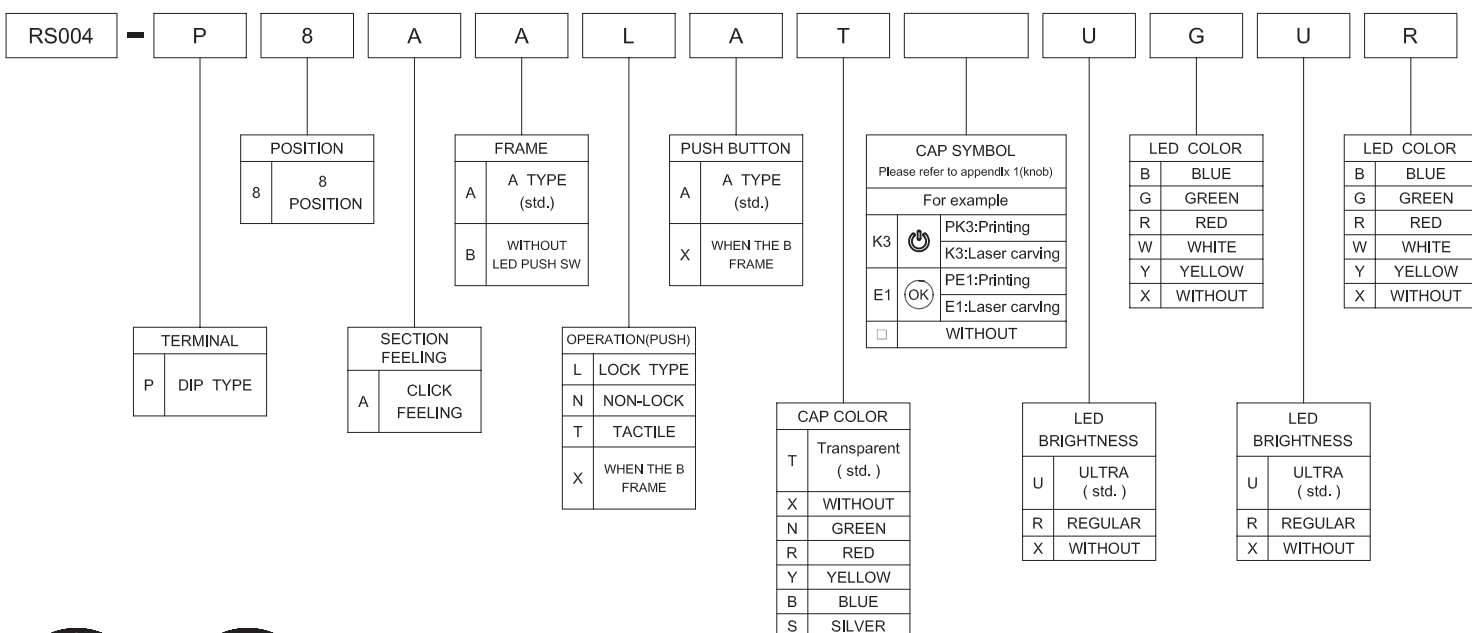 RS004 - P 8 A A L A T U G U R
POSITION
8 8
POSITION
FRAME
A A TYPE
(std.)
B WITHOUT
LED PUSH SW
PUSH BUTTON
A A TYPE
(std.)
X WHEN THE B
FRAME
CAP SYMBOL
Please refer to appendix 1(knob)
For example
K3 PK3:Printing
K3:Laser carving
E1 OK PE1:Printing
E1:Laser carving
□ WITHOUT
LED COLOR
B BLUE
G GREEN
R RED
W WHITE
Y YELLOW
X WITHOUT
LED COLOR
B BLUE
G GREEN
R RED
W WHITE
Y YELLOW
X WITHOUT
TERMINAL
P DIP TYPE
SECTION
FEELING
A CLICK
FEELING
OPERATION(PUSH)
L LOCK TYPE
N NON-LOCK
T TACTILE
X WHEN THE B
FRAME
CAP COLOR
T Transparent
( std. )
X WITHOUT
N GREEN
R RED
Y YELLOW
B BLUE
S SILVER
LED
BRIGHTNESS
U ULTRA
( std. )
R REGULAR
X WITHOUT
LED
BRIGHTNESS
U ULTRA
( std. )
R REGULAR
X WITHOUT